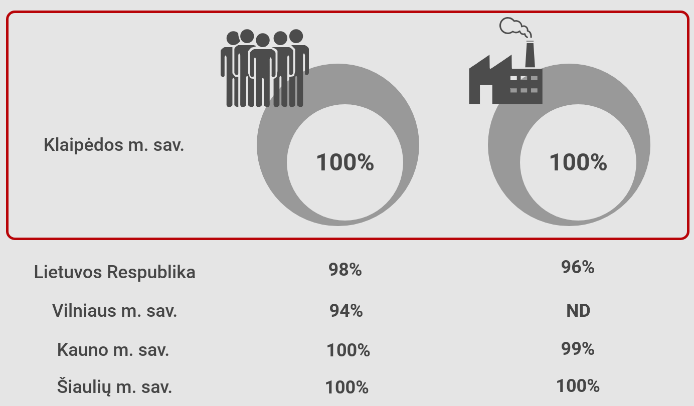 Klaipėdos m. sav. 100% 100%
Lietuvos Respublika 98% 96%
Vilniaus m. sav. 94% ND
Kauno m. sav. 100% 99%
Šiaulių m. sav. 100% 100%